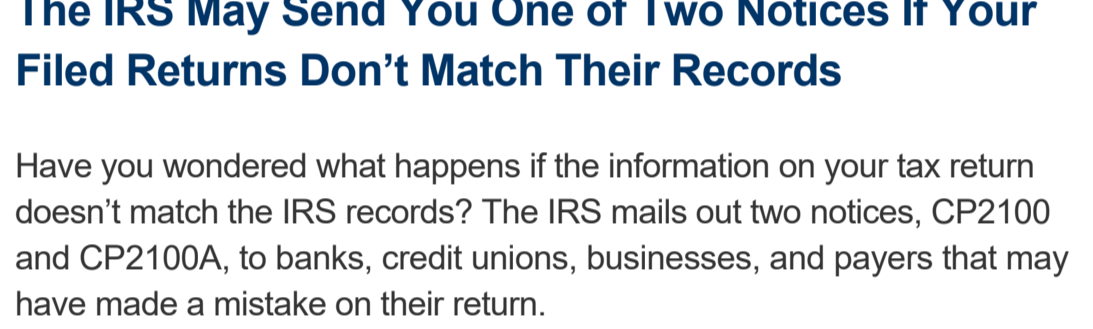 The IRS May Send You One of Two Notices If Your
Filed Returns Don’t Match Their Records
Have you wondered what happens if the information on your tax return
doesn’t match the IRS records? The IRS mails out two notices, CP2100
and CP2100A, to banks, credit unions, businesses, and payers that may
have made a mistake on their return.